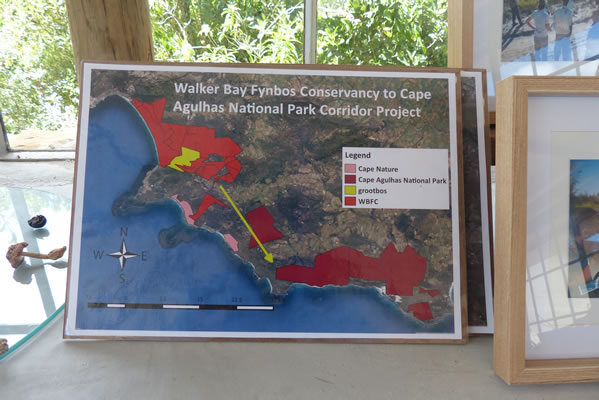 Walker Bay Fynbos Conservancy to Cape
Agulhas National Park Corridor Project
Legend
Cape Nature
Cape Agulhas National Park
grootbos
WBFC
N
W
E
S